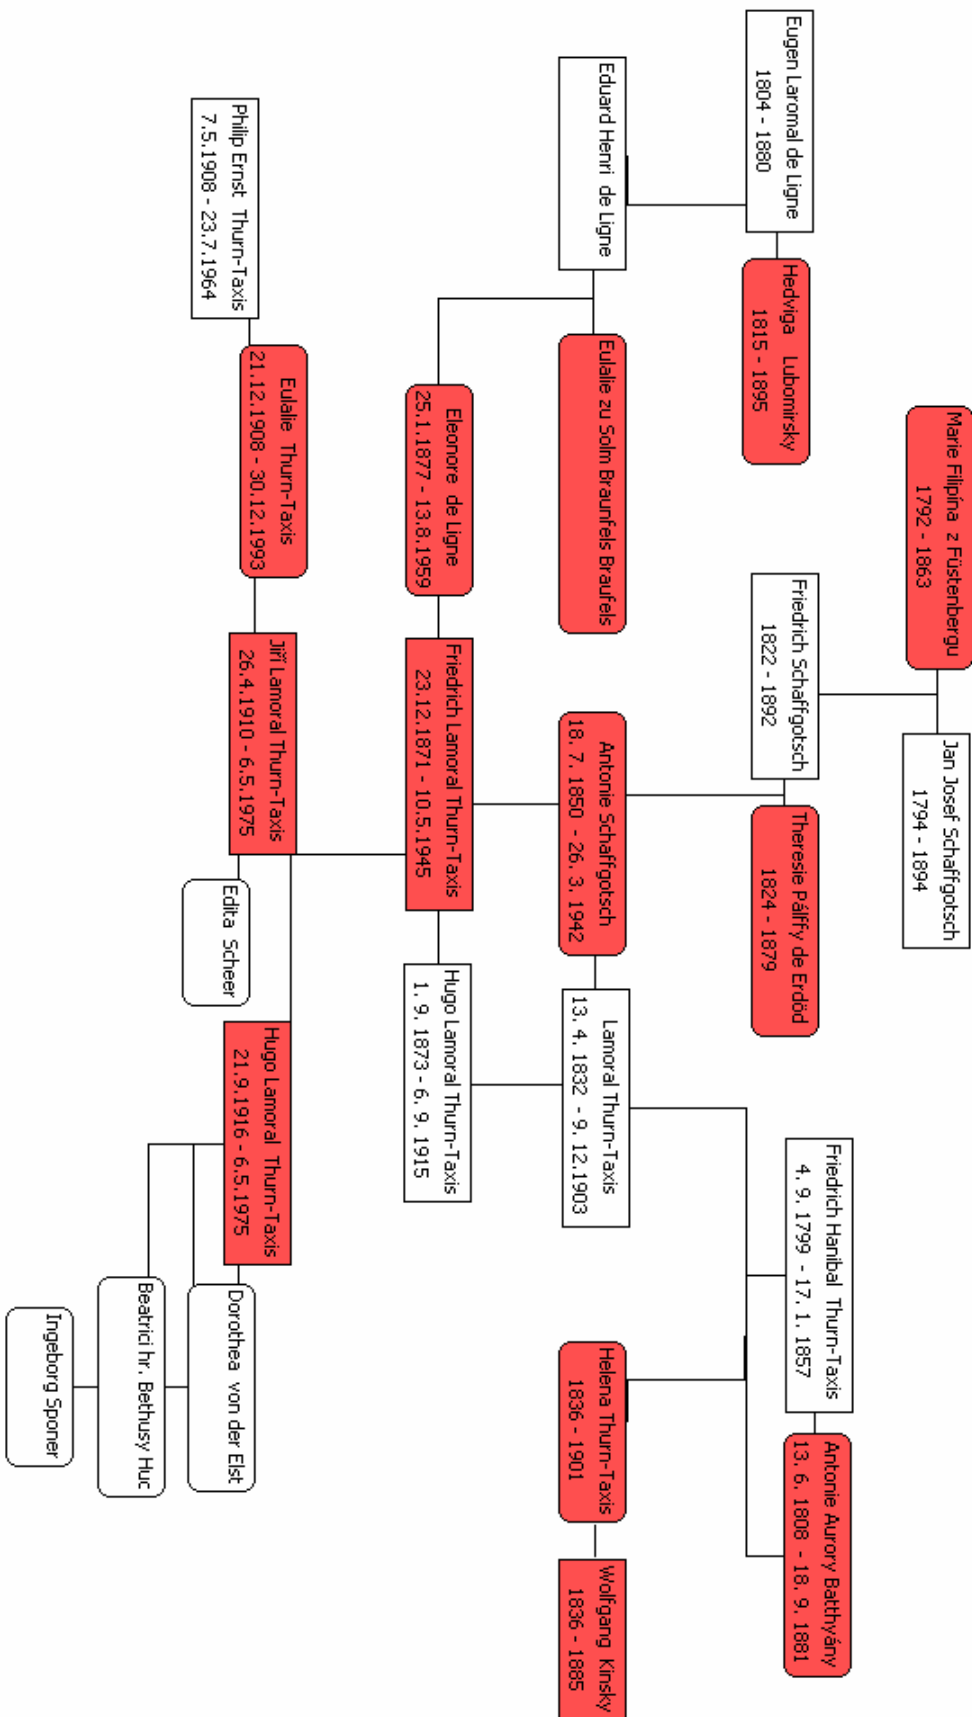 Marie Filipína z Füstenbergu
1792 - 1863
Jan Josef Schaffgotsch
1794 - 1894
Eugen Laromal de Ligne
1804 - 1880
Hedviga Lubomirsky
1815 - 1895
Friedrich Schaffgotsch
1822 - 1892
Theresie Pálffy de Erdöd
1824 - 1879
Friedrich Hanibal Thurn-Taxis
4. 9. 1799 - 17. 1. 1857
Antonie Aurory Batthyány
13. 6. 1808 - 18. 9. 1881
Eduard Henri de Ligne
Eulalie zu Solm Braunfels Braufels
Antonie Schaffgotsch
18. 7. 1850 - 26. 3. 1942
Lamoral Thurn-Taxis
13. 4. 1832 - 9. 12.1903
Helena Thurn-Taxis
1836 - 1901
Wolfgang Kinsky
1836 - 1885
Eleonore de Ligne
25.1.1877 - 13.8.1959
Friedrich Lamoral Thurn-Taxis
23.12.1871 - 10.5.1945
Hugo Lamoral Thurn-Taxis
1. 9. 1873 - 6. 9. 1915
Philip Ernst Thurn-Taxis
7.5.1908 - 23.7.1964
Eulalie Thurn-Taxis
21.12.1908 - 30.12.1993
Jiří Lamoral Thurn-Taxis
26.4.1910 - 6.5.1975
Edita Scheer
Hugo Lamoral Thurn-Taxis
21.9.1916 - 6.5.1975
Dorothea von der Elst
Beatrici hr. Bethusy Huc
Ingeborg Sponer